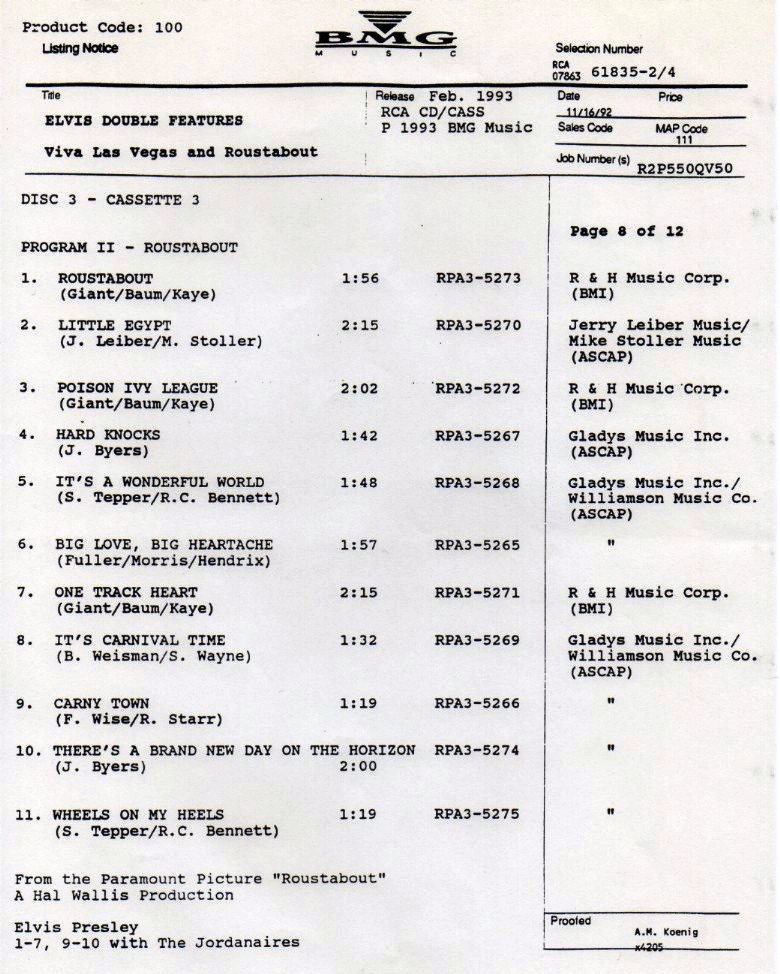 Product Code: 100
Listing Notice
BMG
MUSIC
Selection Number
RCA
07863 61835-2/4
Title
ELVIS DOUBLE FEATURES
Viva Las Vegas and Roustabout
Release Feb. 1993
RCA CD/CASS
P 1993 BMG Music
Date Price
11/16/92
Sales Code MAP Code
111
Job Number(s) R2P550QV50
DISC 3 - CASSETTE 3
Page 8 of 12
PROGRAM II - ROUSTABOUT
1. ROUSTABOUT 1:56 RPA3-5273 R & H Music Corp.
(Giant/Baum/Kaye) (BMI)
2. LITTLE EGYPT 2:15 RPA3-5270 Jerry Leiber Music/
(J. Leiber/M. Stoller) Mike Stoller Music
(ASCAP)
3. POISON IVY LEAGUE 2:02 RPA3-5272 R & H Music Corp.
(Giant/Baum/Kaye) (BMI)
4. HARD KNOCKS 1:42 RPA3-5267 Gladys Music Inc.
(J. Byers) (ASCAP)
5. IT'S A WONDERFUL WORLD 1:48 RPA3-5268 Gladys Music Inc./
(S. Tepper/R.C. Bennett) Williamson Music Co.
(ASCAP)
6. BIG LOVE, BIG HEARTACHE 1:57 RPA3-5265 "
(Fuller/Morris/Hendrix)
7. ONE TRACK HEART 2:15 RPA3-5271 R & H Music Corp.
(Giant/Baum/Kaye) (BMI)
8. IT'S CARNIVAL TIME 1:32 RPA3-5269 Gladys Music Inc./
(B. Weisman/S. Wayne) Williamson Music Co.
(ASCAP)
9. CARNY TOWN 1:19 RPA3-5266 "
(F. Wise/R. Starr)
10. THERE'S A BRAND NEW DAY ON THE HORIZON RPA3-5274 "
(J. Byers) 2:00
11. WHEELS ON MY HEELS 1:19 RPA3-5275 "
(S. Tepper/R.C. Bennett)
From the Paramount Picture "Roustabout"
A Hal Wallis Production
Elvis Presley
1-7, 9-10 with The Jordanaires
Proofed
A.M. Koenig
x4205